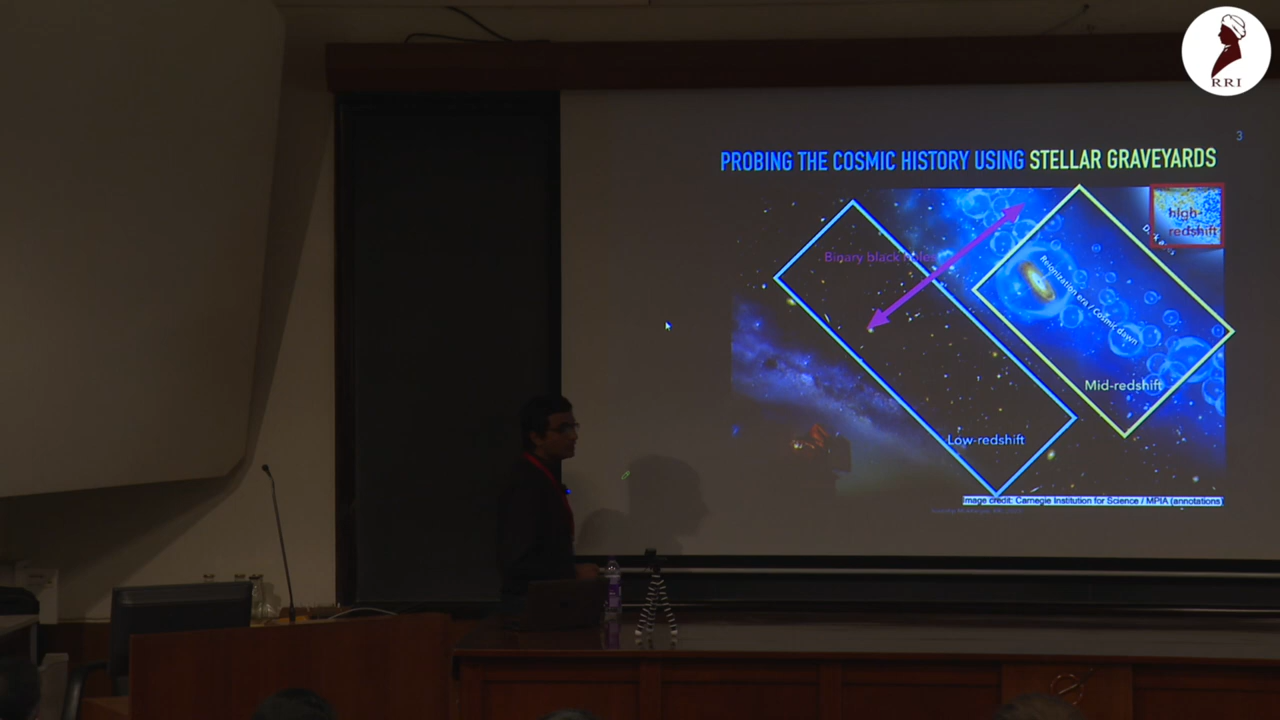 RRI
3
PROBING THE COSMIC HISTORY USING STELLAR GRAVEYARDS
high-
redshift
Binary black holes
Reionization era / Cosmic dawn
Mid-redshift
Low-redshift
Image credit: Carnegie Institution for Science / MPIA (annotations)